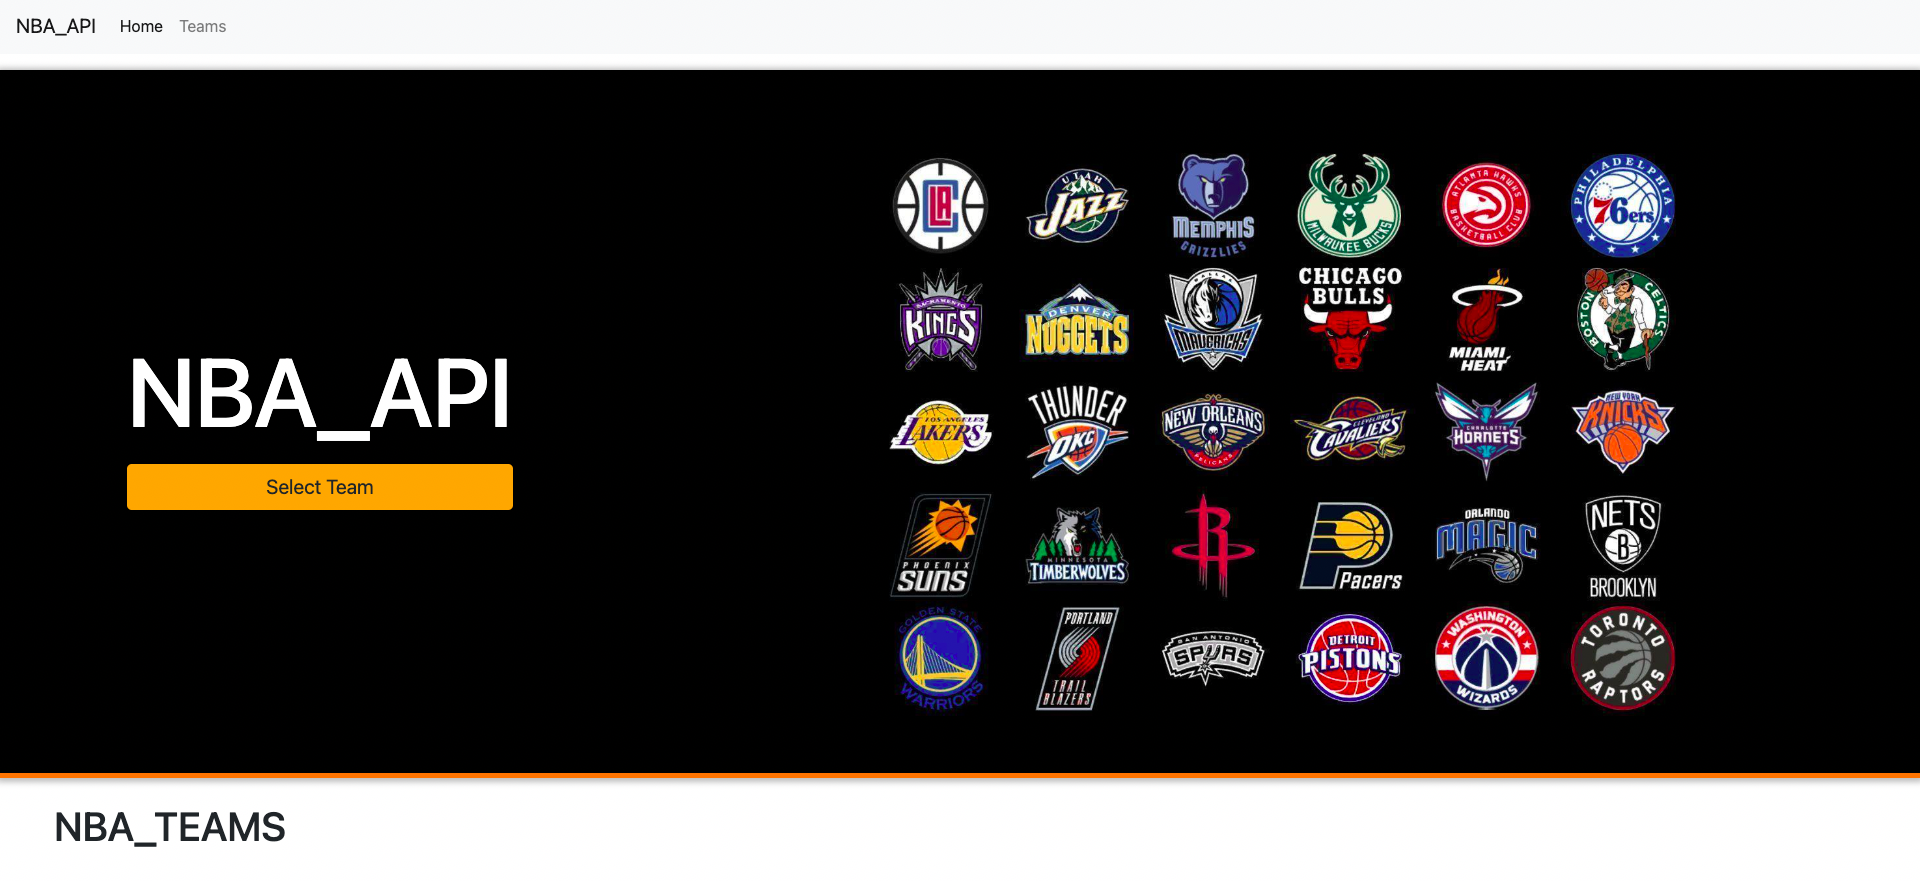 NBA_API Home Teams
NBA_API
Select Team
LA
UTAH
JAZZ
MEMPHIS
GRIZZLIES
MILWAUKEE BUCKS
ATLANTA HAWKS
BASKETBALL CLUB
PHILADELPHIA
76ers
SACRAMENTO
KINGS
DENVER
NUGGETS
DALLAS
MAVERICKS
CHICAGO
BULLS
MIAMI
HEAT
BOSTON
CELTICS
LOS ANGELES
LAKERS
THUNDER
OKC
NEW ORLEANS
PELICANS
CLEVELAND
CAVALIERS
CHARLOTTE
HORNETS
NEW YORK
KNICKS
PHOENIX
SUNS
MINNESOTA
TIMBERWOLVES
R
P
Pacers
ORLANDO
MAGIC
NETS
B
BROOKLYN
GOLDEN STATE
WARRIORS
PORTLAND
TRAIL
BLAZERS
SAN ANTONIO
SPURS
DETROIT
PISTONS
WASHINGTON
WIZARDS
TORONTO
RAPTORS
NBA_TEAMS